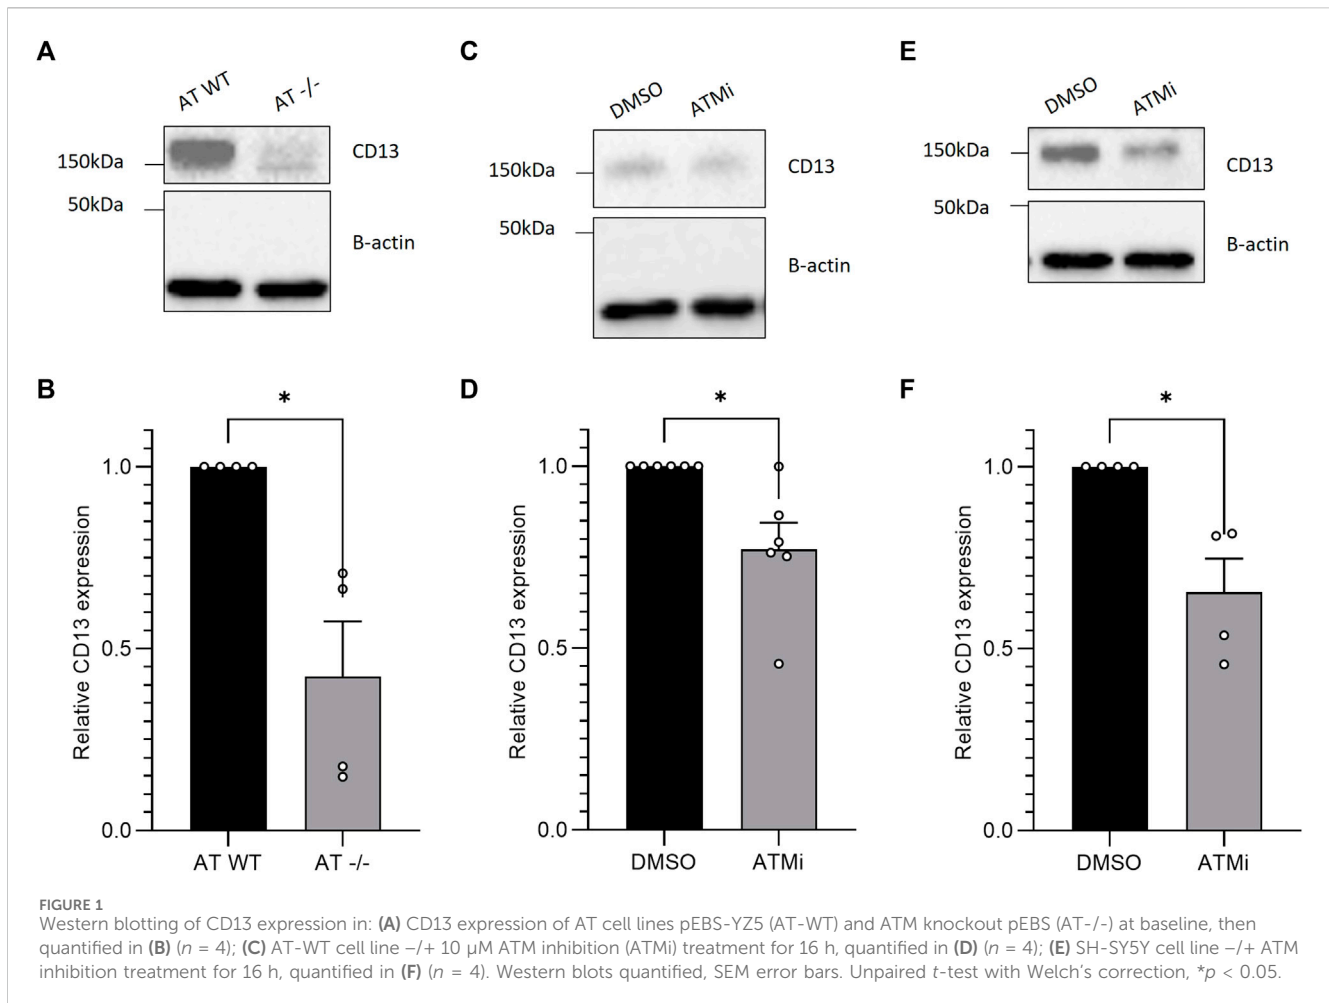 A
AT WT
AT -/-
150kDa
CD13
50kDa
B-actin
C
DMSO
ATMi
150kDa
CD13
50kDa
B-actin
E
DMSO
ATMi
150kDa
CD13
50kDa
B-actin
B
*
Relative CD13 expression
1.0
0.5
0.0
AT WT
AT -/-
D
*
Relative CD13 expression
1.0
0.5
0.0
DMSO
ATMi
F
*
Relative CD13 expression
1.0
0.5
0.0
DMSO
ATMi
FIGURE 1
Western blotting of CD13 expression in: (A) CD13 expression of AT cell lines pEBS-YZ5 (AT-WT) and ATM knockout pEBS (AT-/-) at baseline, then
quantified in (B) (n = 4); (C) AT-WT cell line −/+ 10 μM ATM inhibition (ATMi) treatment for 16 h, quantified in (D) (n = 4); (E) SH-SY5Y cell line −/+ ATM
inhibition treatment for 16 h, quantified in (F) (n = 4). Western blots quantified, SEM error bars. Unpaired t-test with Welch's correction, *p < 0.05.